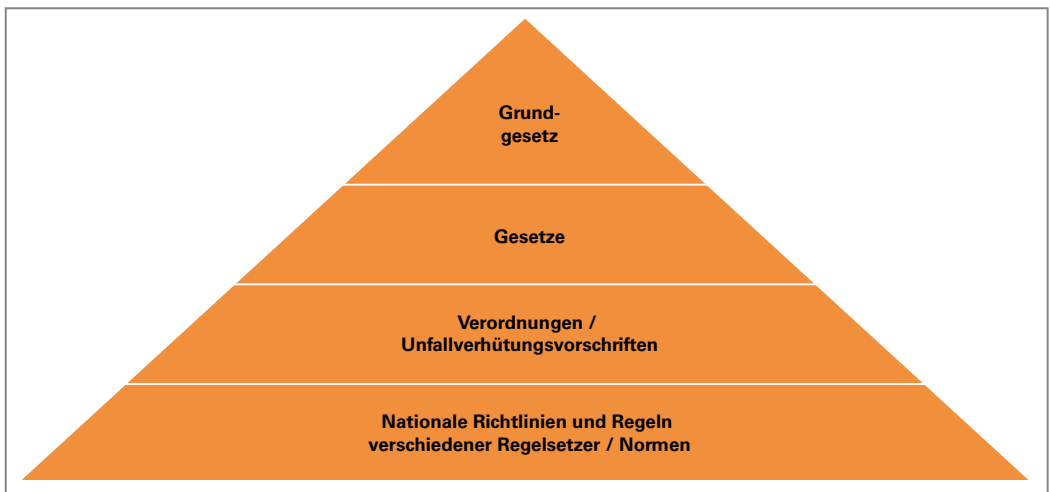 Grund-
gesetz
Gesetze
Verordnungen /
Unfallverhütungsvorschriften
Nationale Richtlinien und Regeln
verschiedener Regelsetzer / Normen